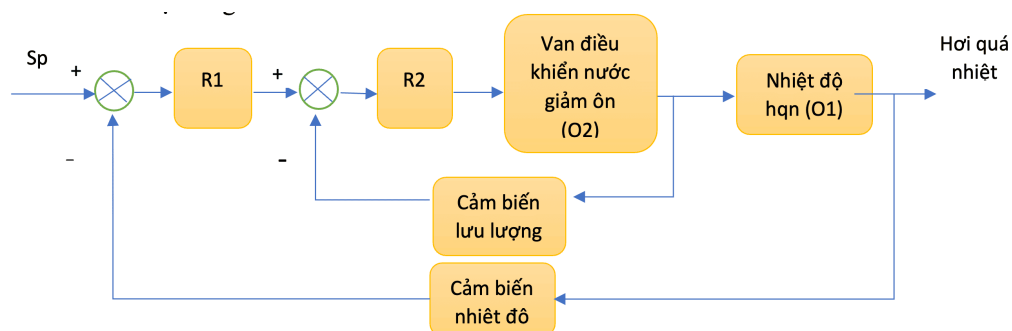 Sp
+
R1
+
R2
Van điều
khiển nước
giảm ôn
(O2)
Nhiệt độ
hqn (O1)
Hơi quá
nhiệt
–
-
Cảm biến
lưu lượng
Cảm biến
nhiêt đô